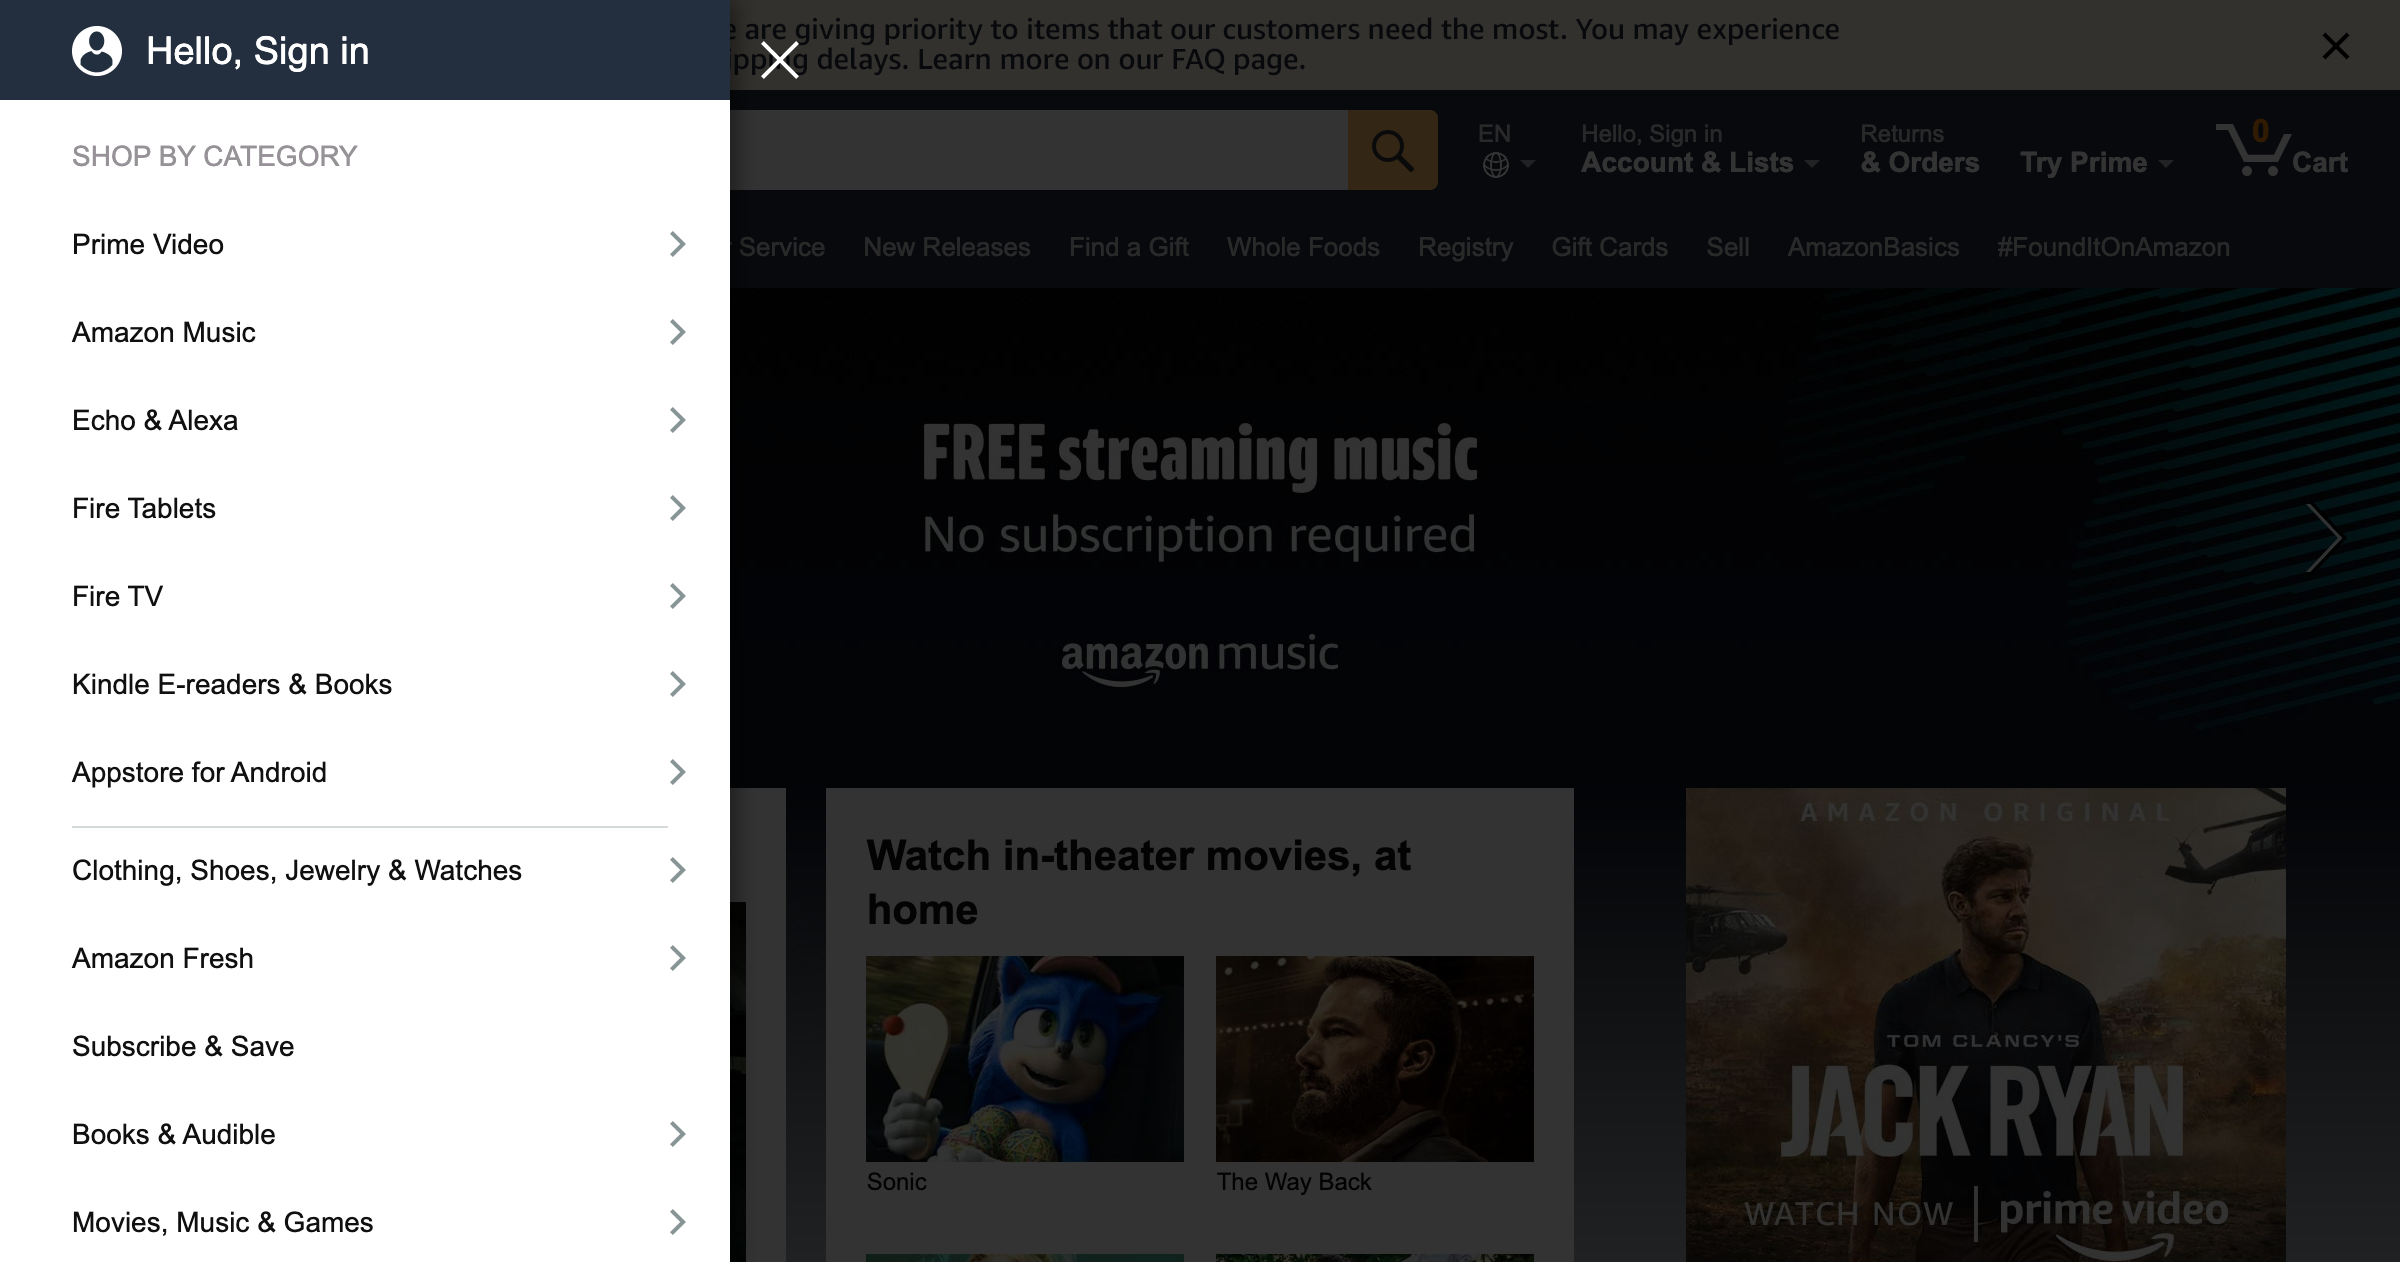 Hello, Sign in
SHOP BY CATEGORY
Prime Video
Amazon Music
Echo & Alexa
Fire Tablets
Fire TV
Kindle E-readers & Books
Appstore for Android
Clothing, Shoes, Jewelry & Watches
Amazon Fresh
Subscribe & Save
Books & Audible
Movies, Music & Games
are giving priority to items that our customers need the most. You may experience
delays. Learn more on our FAQ page.
EN
Hello, Sign in
Account & Lists
Returns
& Orders
Try Prime
0
Cart
Service New Releases Find a Gift Whole Foods Registry Gift Cards Sell AmazonBasics #FoundItOnAmazon
FREE streaming music
No subscription required
amazon music
Watch in-theater movies, at
home
Sonic
The Way Back
AMAZON ORIGINAL
TOM CLANCY'S
JACK RYAN
WATCH NOW | prime video